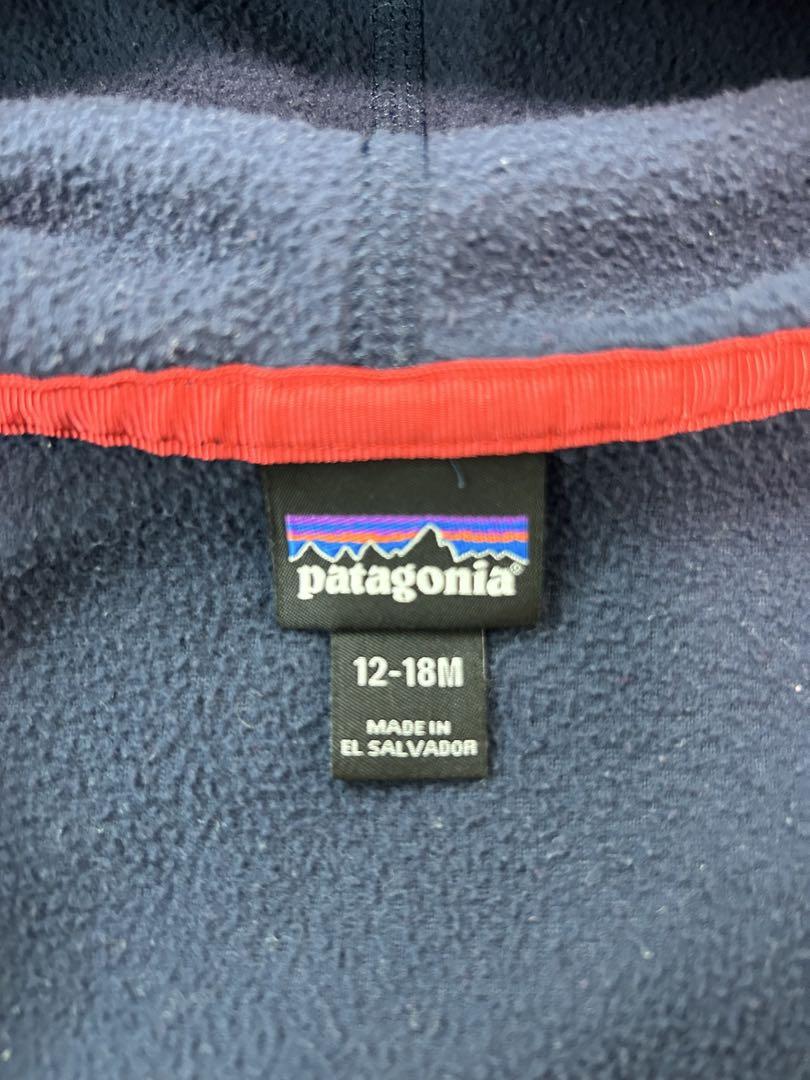 patagonia®
12-18M
MADE IN
EL SALVADOR